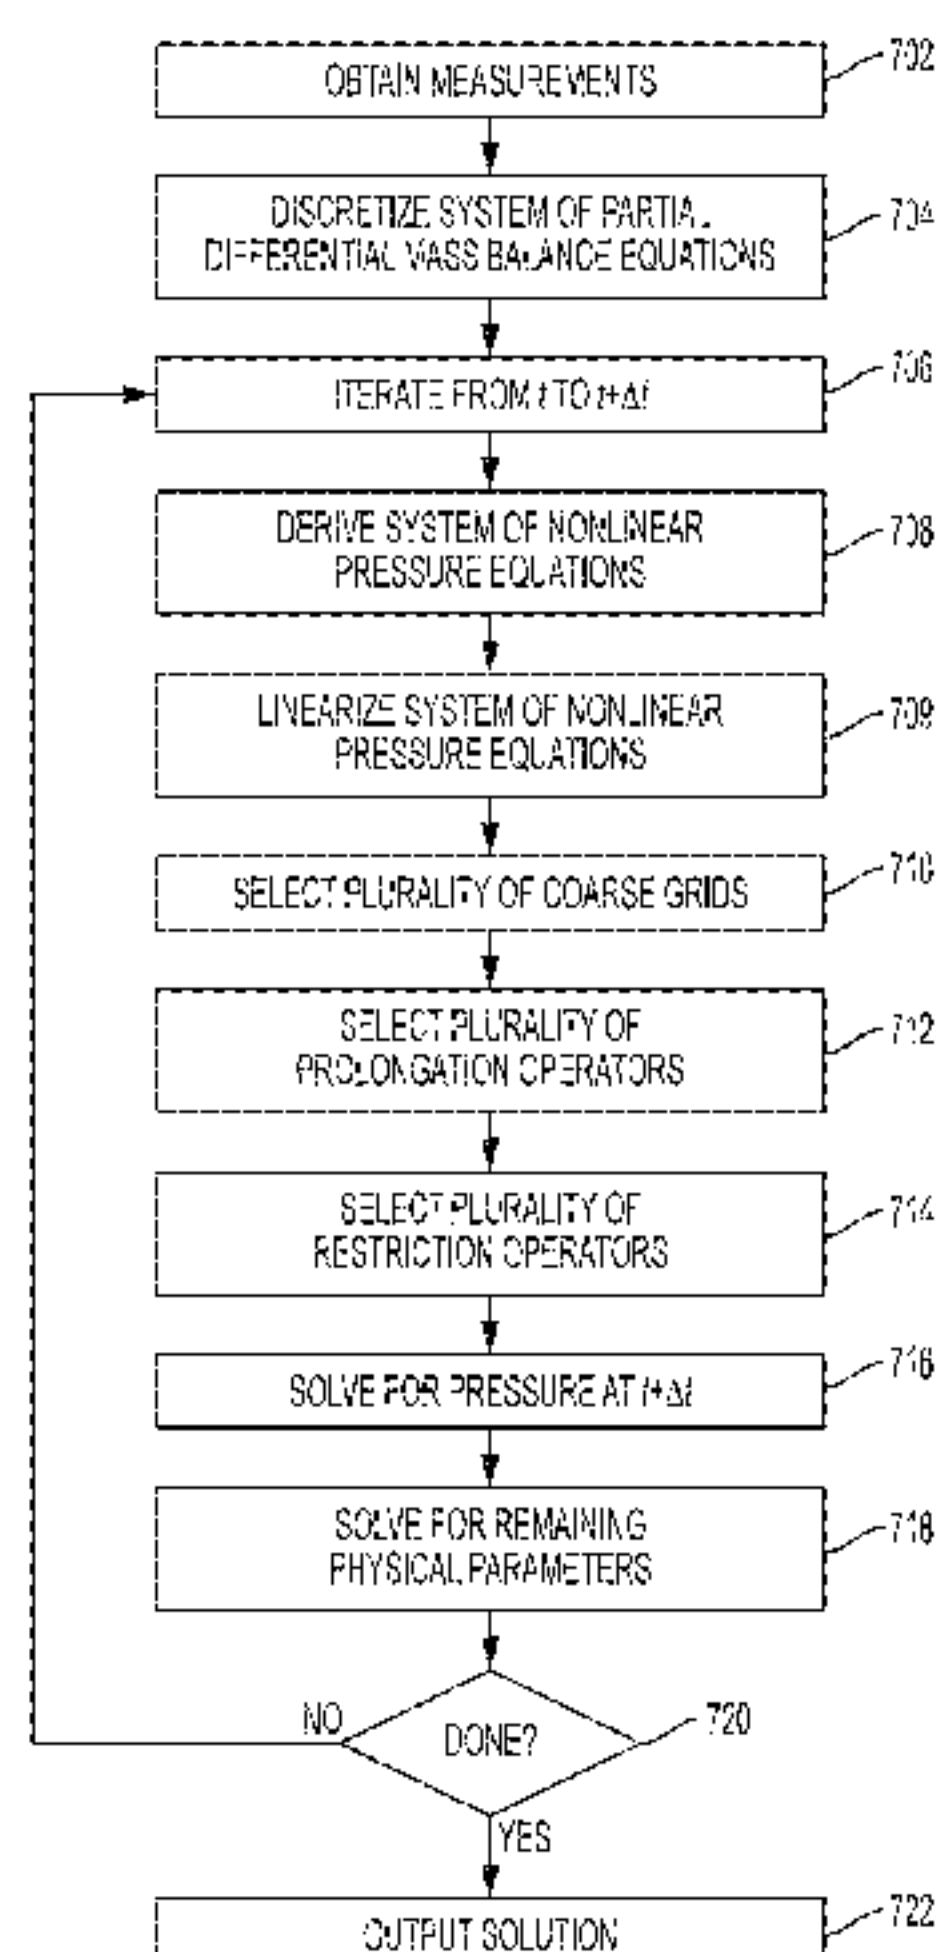 OBTAIN MEASUREMENTS
702
DISCRETIZE SYSTEM OF PARTIAL
DIFFERENTIAL MASS BALANCE EQUATIONS
704
ITERATE FROM t TO t+Δt
706
DERIVE SYSTEM OF NONLINEAR
PRESSURE EQUATIONS
708
LINEARIZE SYSTEM OF NONLINEAR
PRESSURE EQUATIONS
709
SELECT PLURALITY OF COARSE GRIDS
710
SELECT PLURALITY OF
PROLONGATION OPERATORS
712
SELECT PLURALITY OF
RESTRICTION OPERATORS
714
SOLVE FOR PRESSURE AT t+Δt
716
SOLVE FOR REMAINING
PHYSICAL PARAMETERS
718
NO
DONE?
720
YES
OUTPUT SOLUTION
722